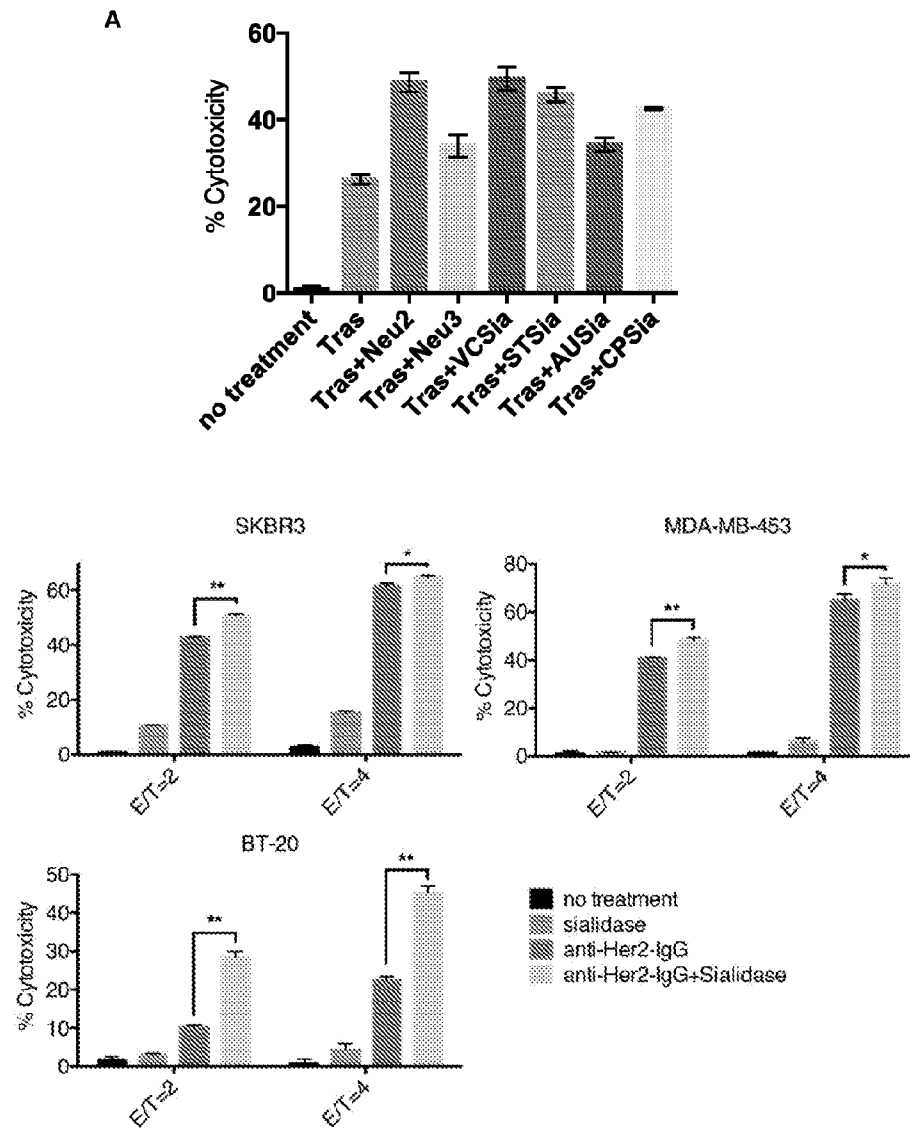 A
60
40
20
0
% Cytotoxicity
no treatment
Tras
Tras+Neu2
Tras+Neu3
Tras+VCSia
Tras+STSia
Tras+AUSia
Tras+CPSia
SKBR3
60
40
20
0
% Cytotoxicity
**
*
E/T=2
E/T=4
MDA-MB-453
80
60
40
20
0
% Cytotoxicity
**
*
E/T=2
E/T=4
BT-20
50
40
30
20
10
0
% Cytotoxicity
**
**
E/T=2
E/T=4
no treatment
sialidase
anti-Her2-IgG
anti-Her2-IgG+Sialidase